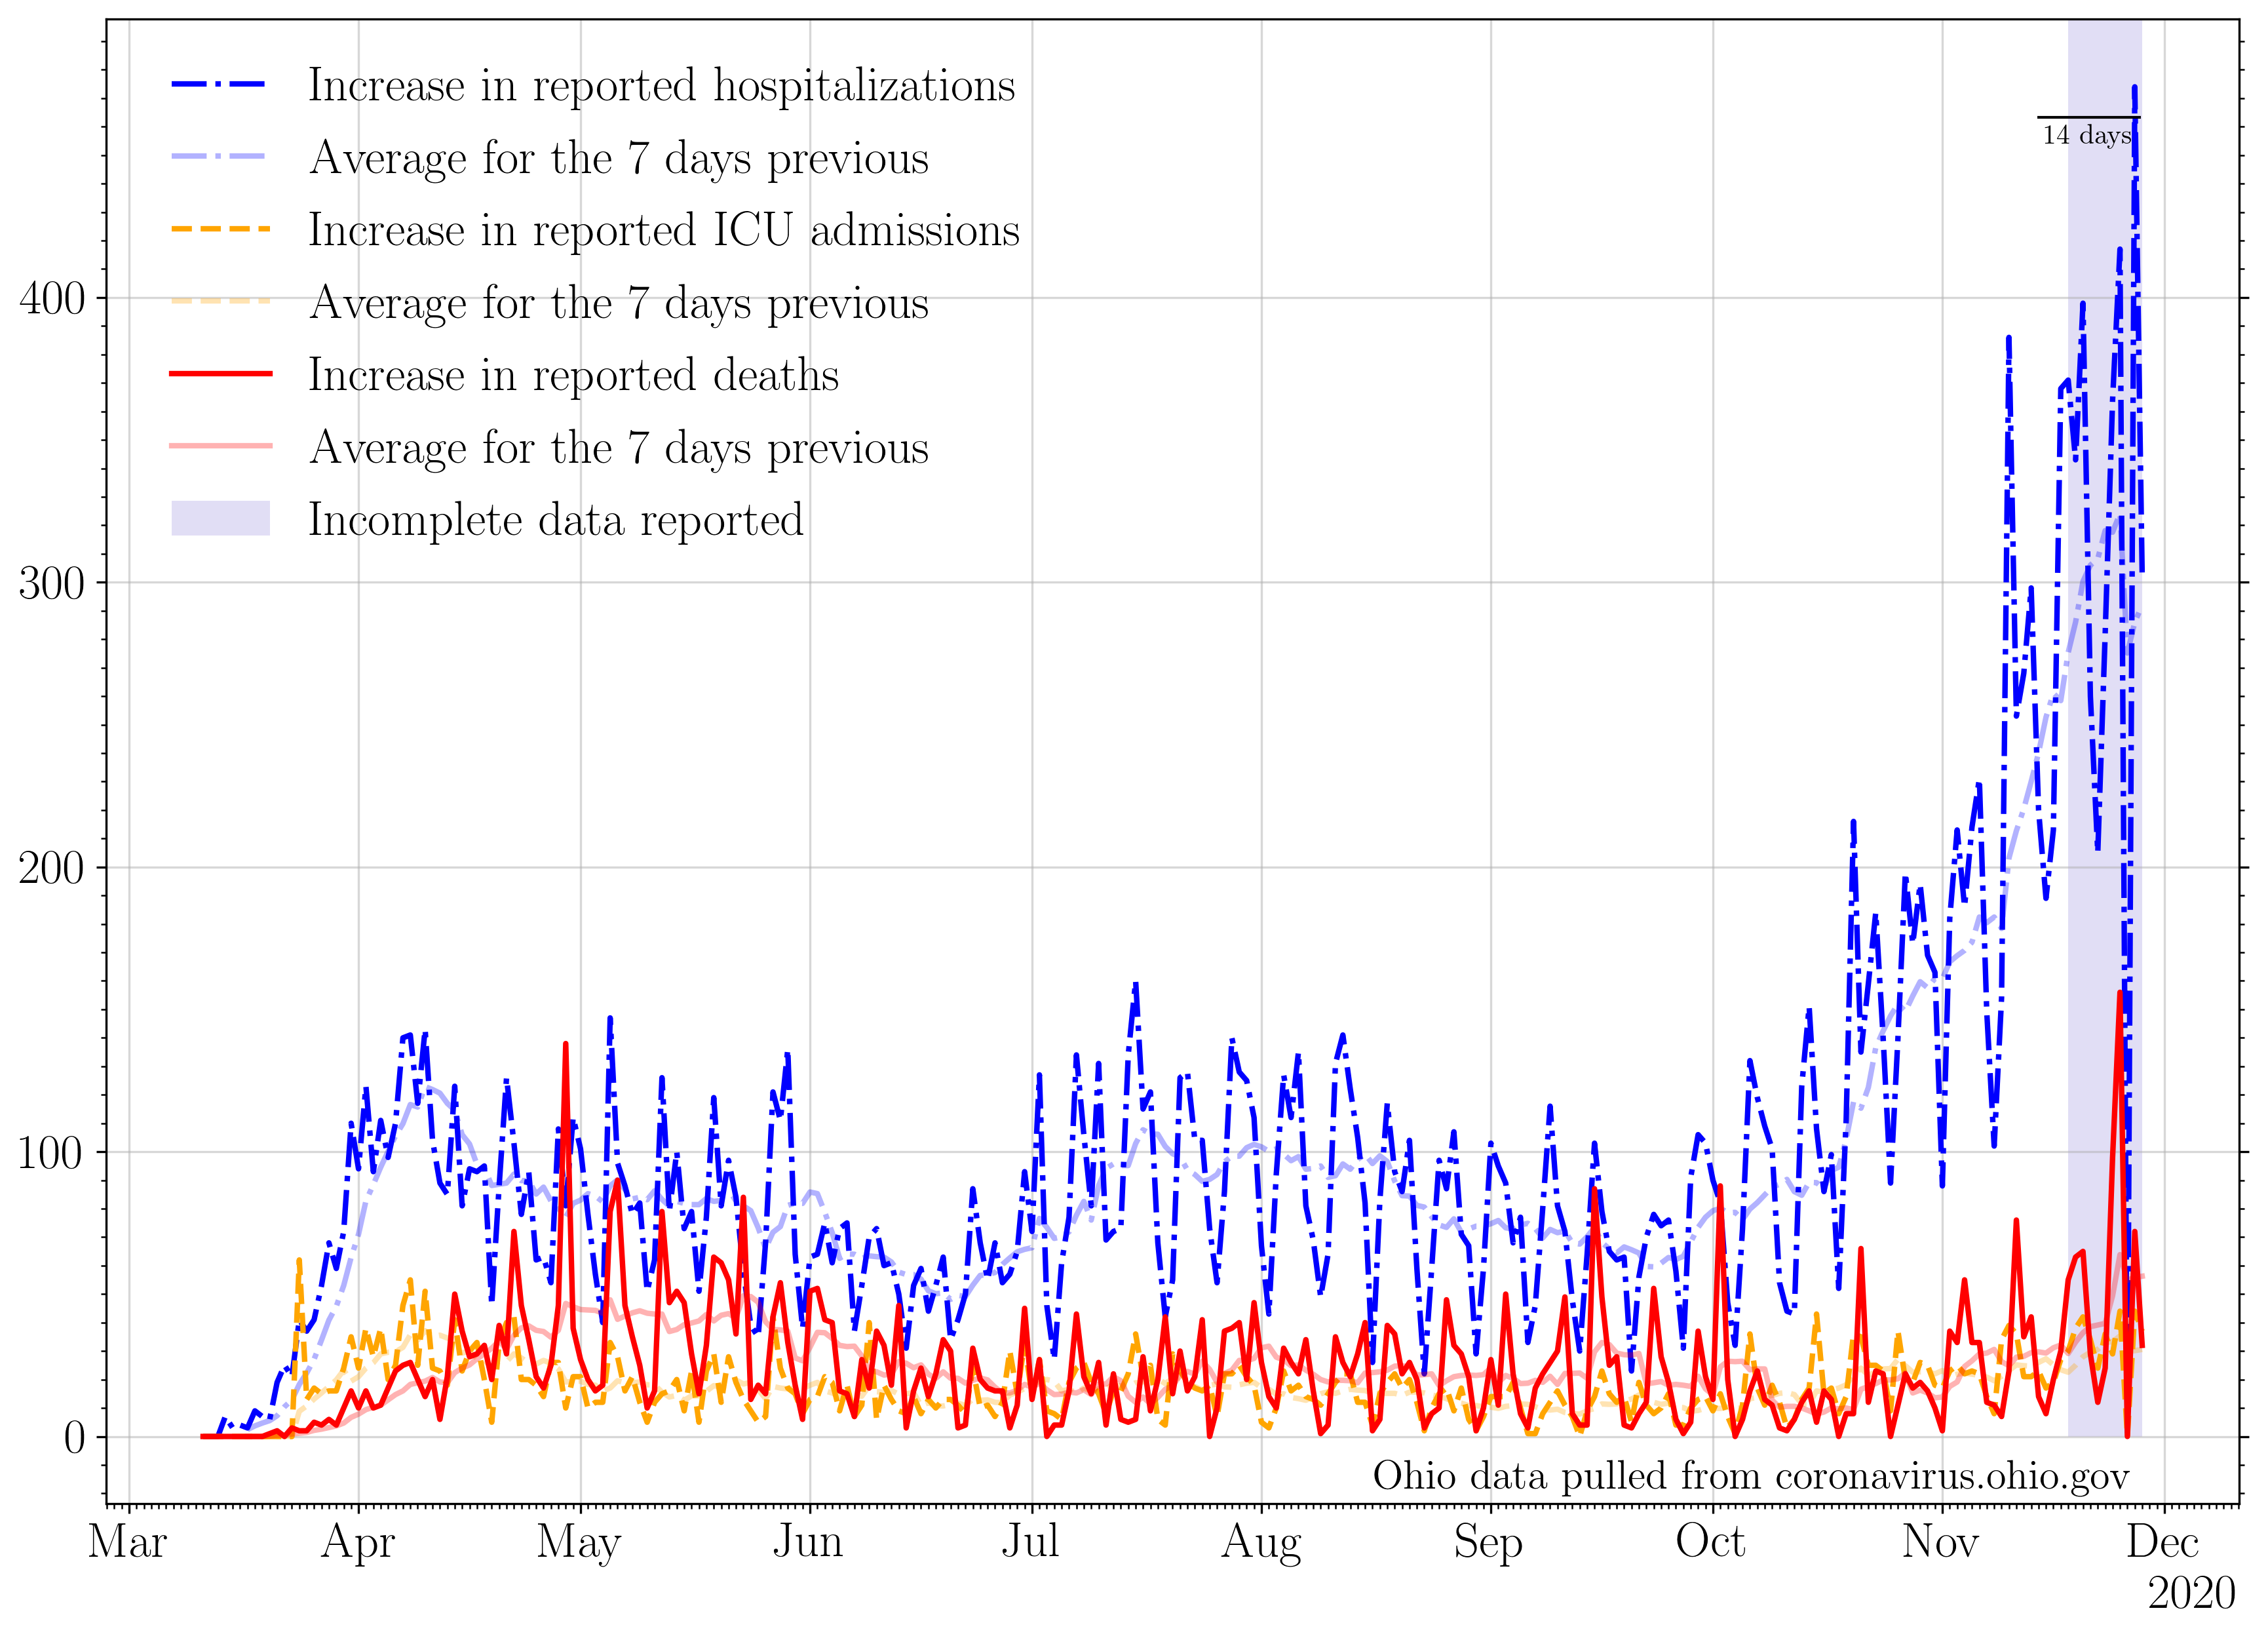 Increase in reported hospitalizations
Average for the 7 days previous
Increase in reported ICU admissions
Average for the 7 days previous
Increase in reported deaths
Average for the 7 days previous
Incomplete data reported
14 days
400
300
200
100
0
Ohio data pulled from coronavirus.ohio.gov
Mar Apr May Jun Jul Aug Sep Oct Nov Dec
2020